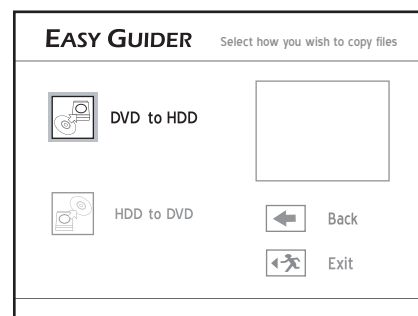 EASY GUIDER
Select how you wish to copy files
DVD to HDD
HDD to DVD
Back
Exit